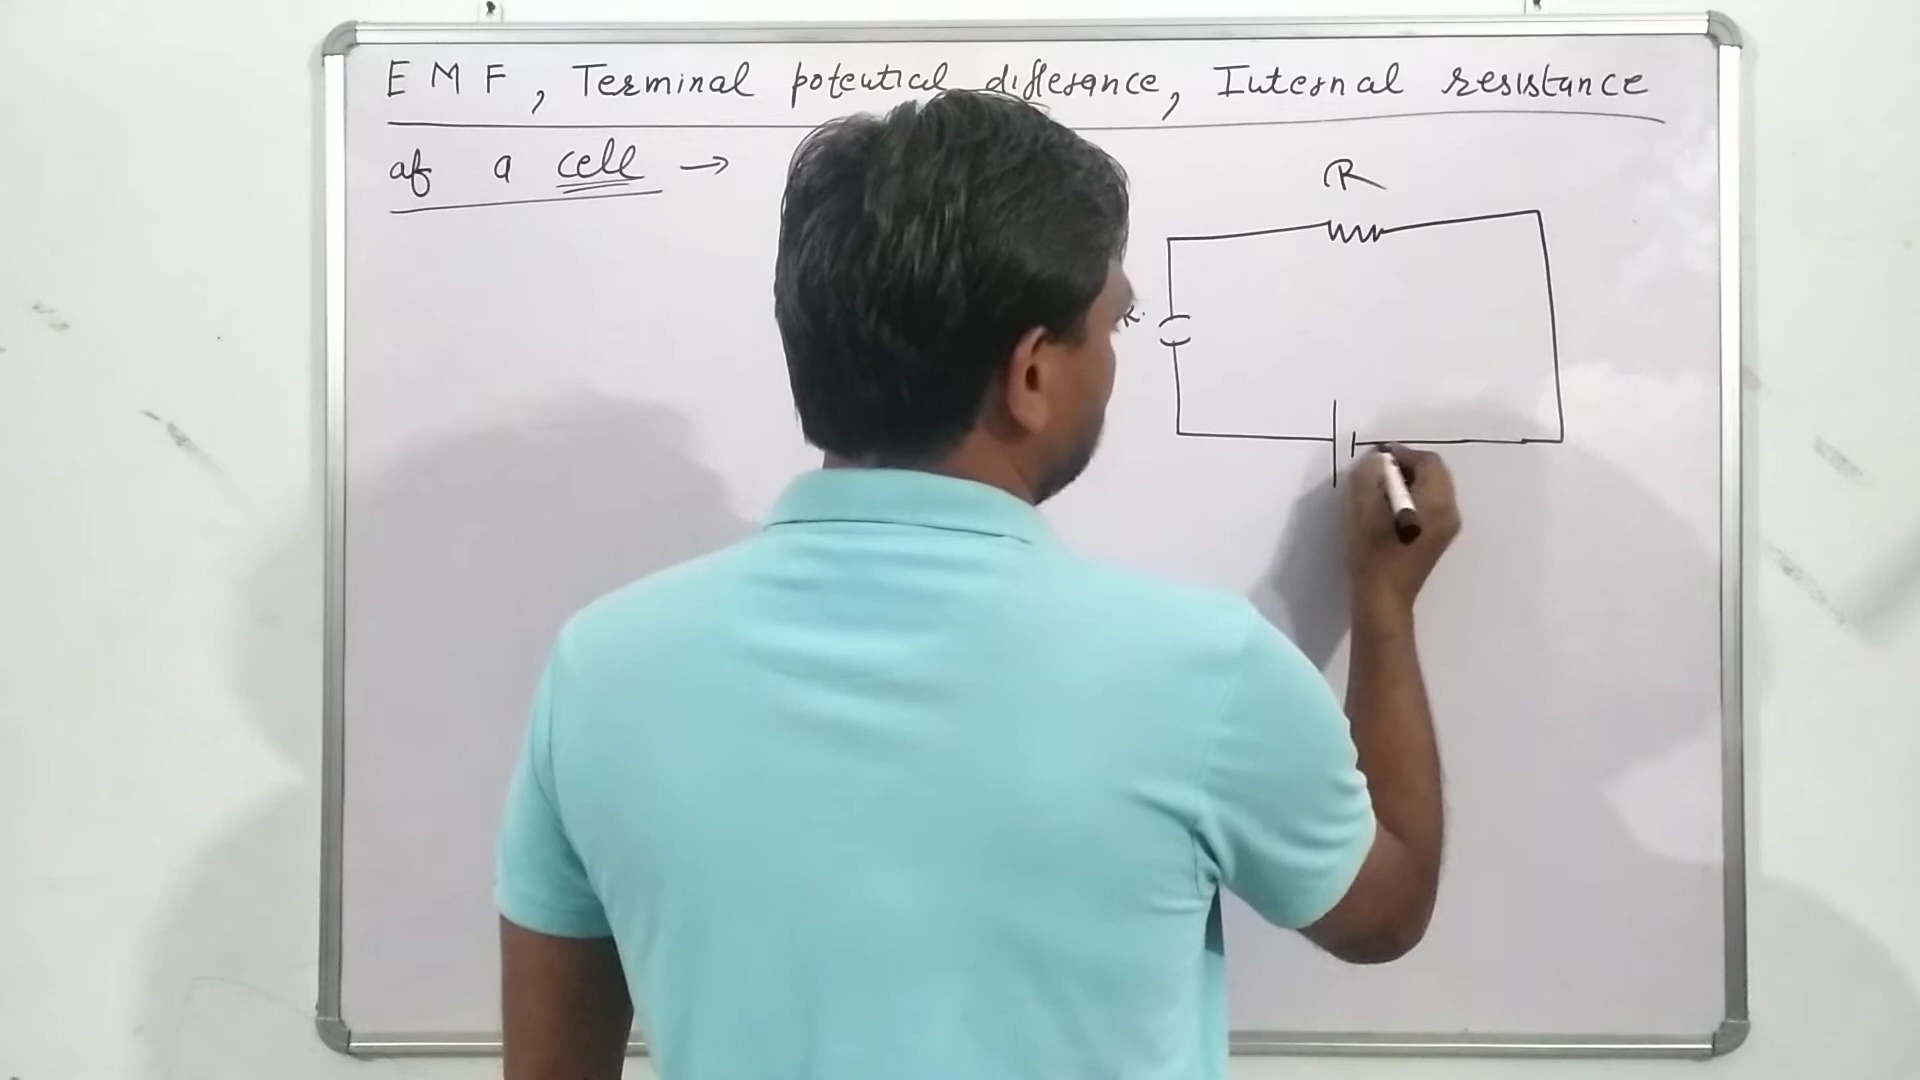 EMF, Terminal potential difference, Internal resistance
of a cell →
R
K.